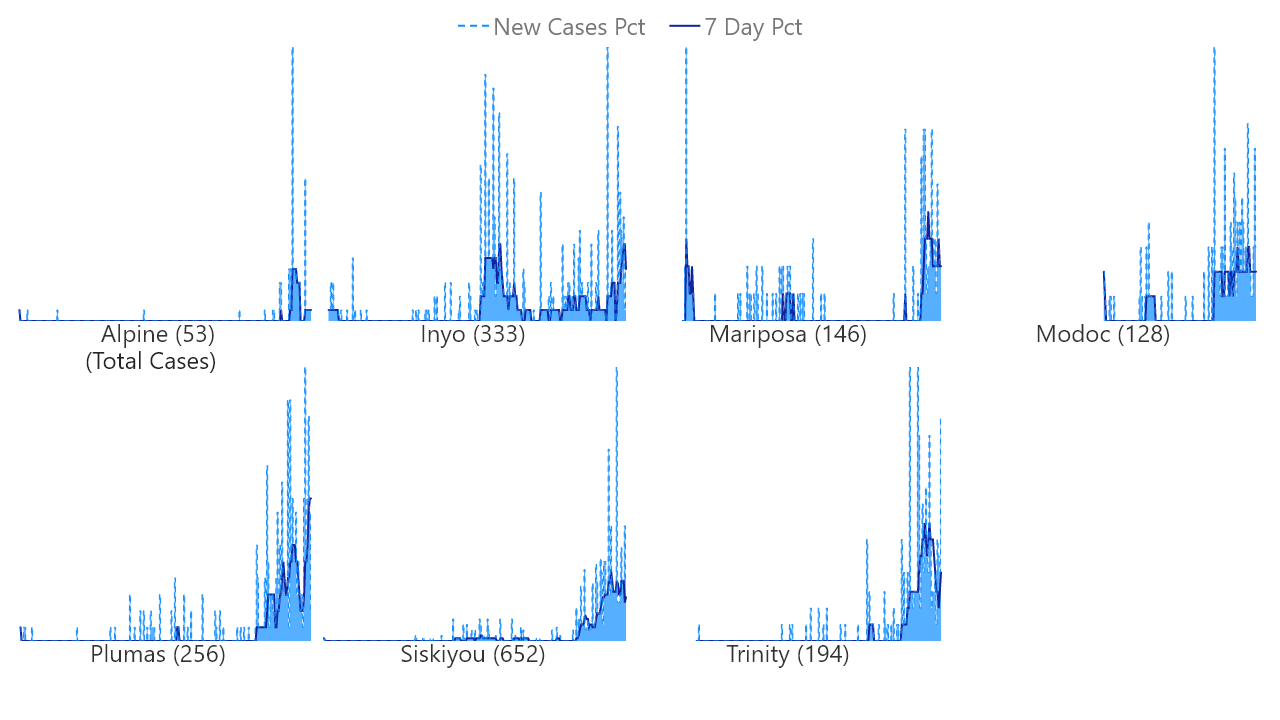 New Cases Pct 7 Day Pct
Alpine (53) Inyo (333) Mariposa (146) Modoc (128)
(Total Cases)
Plumas (256) Siskiyou (652) Trinity (194)